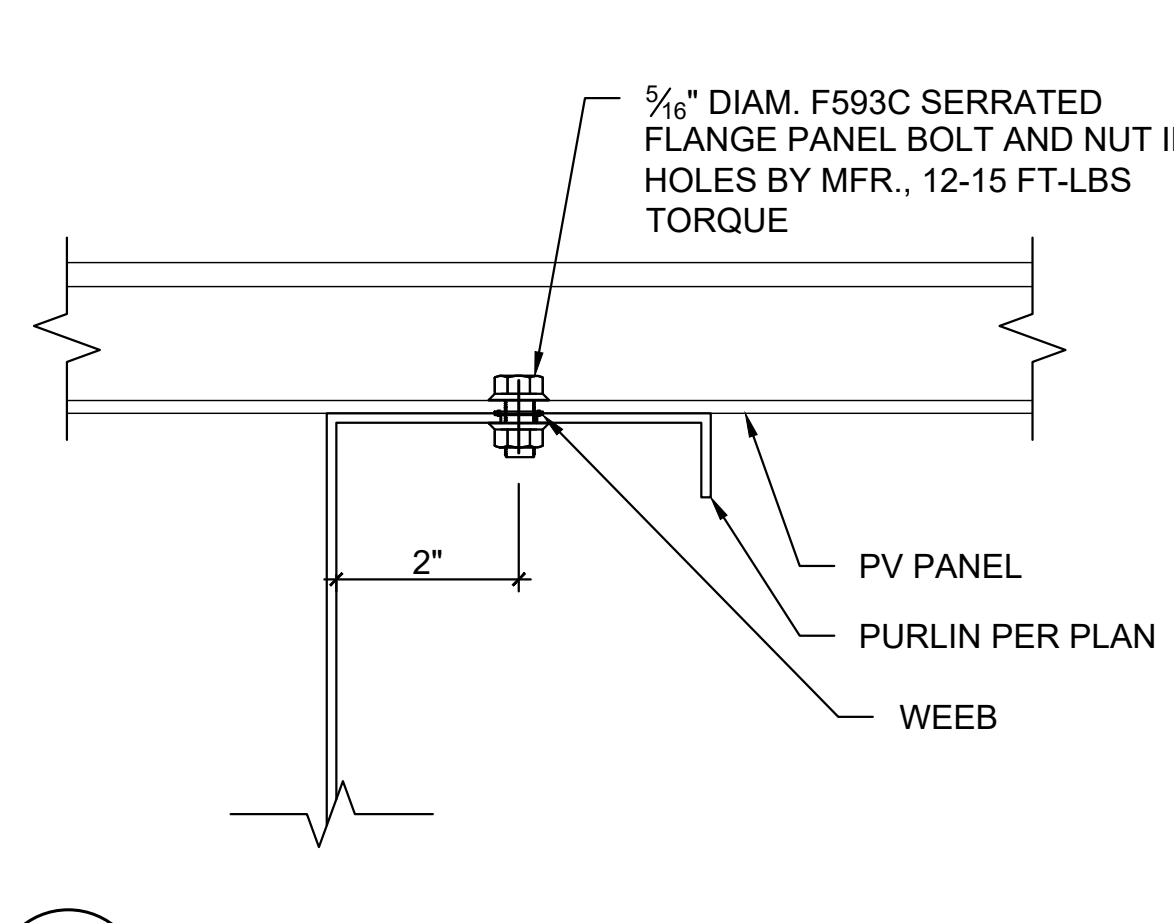 5/16" DIAM. F593C SERRATED
FLANGE PANEL BOLT AND NUT
HOLES BY MFR., 12-15 FT-LBS
TORQUE
2"
PV PANEL
PURLIN PER PLAN
WEEB